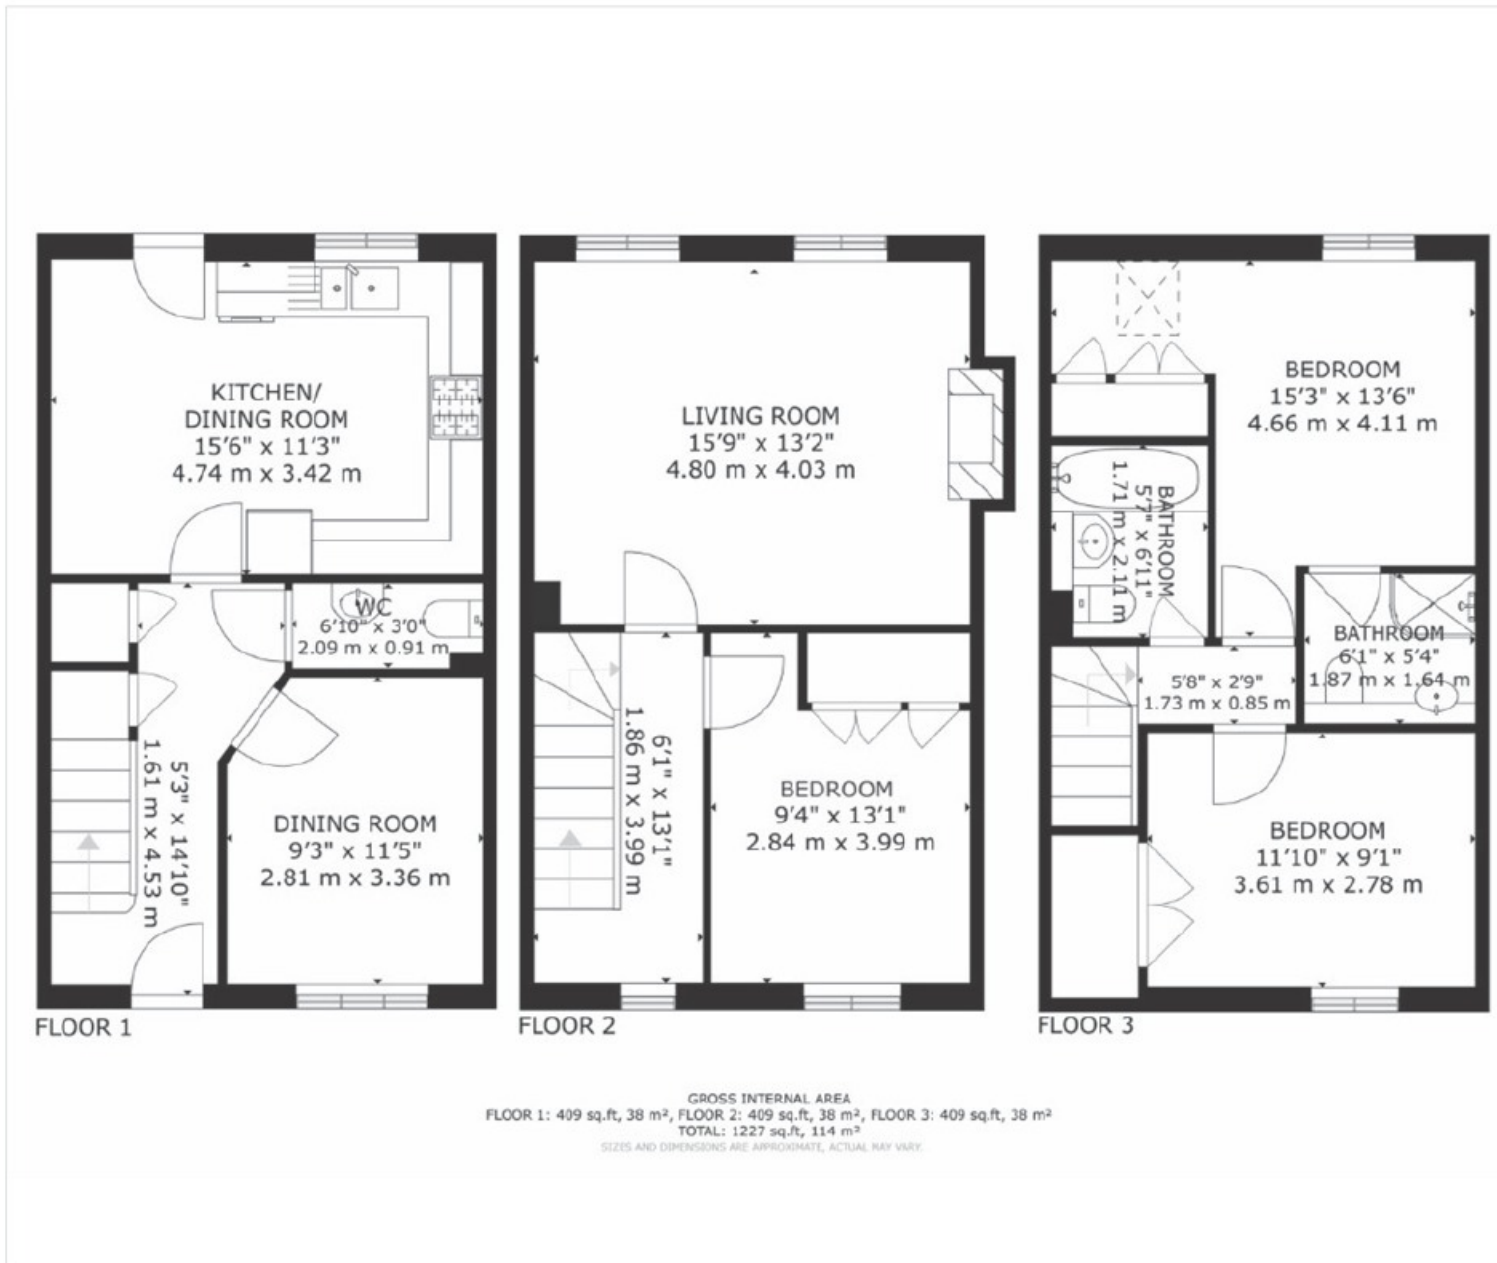 KITCHEN/
DINING ROOM
15'6" x 11'3"
4.74 m x 3.42 m
WC
6'10" x 3'0"
2.09 m x 0.91 m
5'3" x 14'10"
1.61 m x 4.53 m
DINING ROOM
9'3" x 11'5"
2.81 m x 3.36 m
FLOOR 1
LIVING ROOM
15'9" x 13'2"
4.80 m x 4.03 m
6'1" x 13'1"
1.86 m x 3.99 m
BEDROOM
9'4" x 13'1"
2.84 m x 3.99 m
FLOOR 2
BEDROOM
15'3" x 13'6"
4.66 m x 4.11 m
BATHROOM
5'7" x 6'11"
1.71 m x 2.11 m
BATHROOM
6'1" x 5'4"
1.87 m x 1.64 m
5'8" x 2'9"
1.73 m x 0.85 m
BEDROOM
11'10" x 9'1"
3.61 m x 2.78 m
FLOOR 3
GROSS INTERNAL AREA
FLOOR 1: 409 sq.ft, 38 m², FLOOR 2: 409 sq.ft, 38 m², FLOOR 3: 409 sq.ft, 38 m²
TOTAL: 1227 sq.ft, 114 m²
SIZES AND DIMENSIONS ARE APPROXIMATE, ACTUAL MAY VARY.